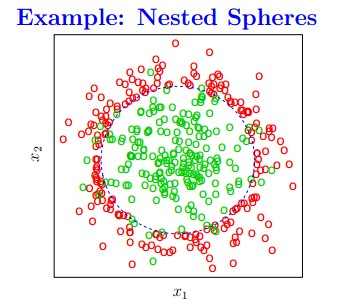 Example: Nested Spheres
x₂
x₁